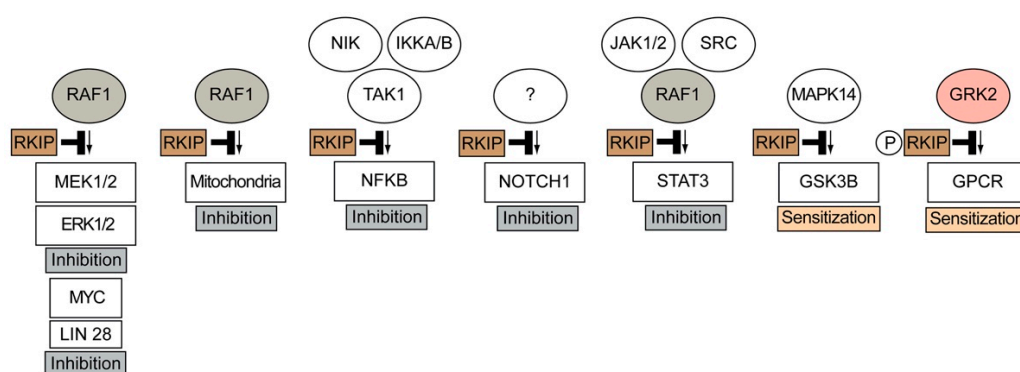 NIK
IKKA/B
RAF1
RKIP
MEK1/2
ERK1/2
Inhibition
MYC
LIN 28
Inhibition
RAF1
RKIP
Mitochondria
Inhibition
TAK1
RKIP
NFKB
Inhibition
?
RKIP
NOTCH1
Inhibition
JAK1/2
SRC
RAF1
RKIP
STAT3
Inhibition
MAPK14
RKIP
GSK3B
Sensitization
GRK2
P
RKIP
GPCR
Sensitization